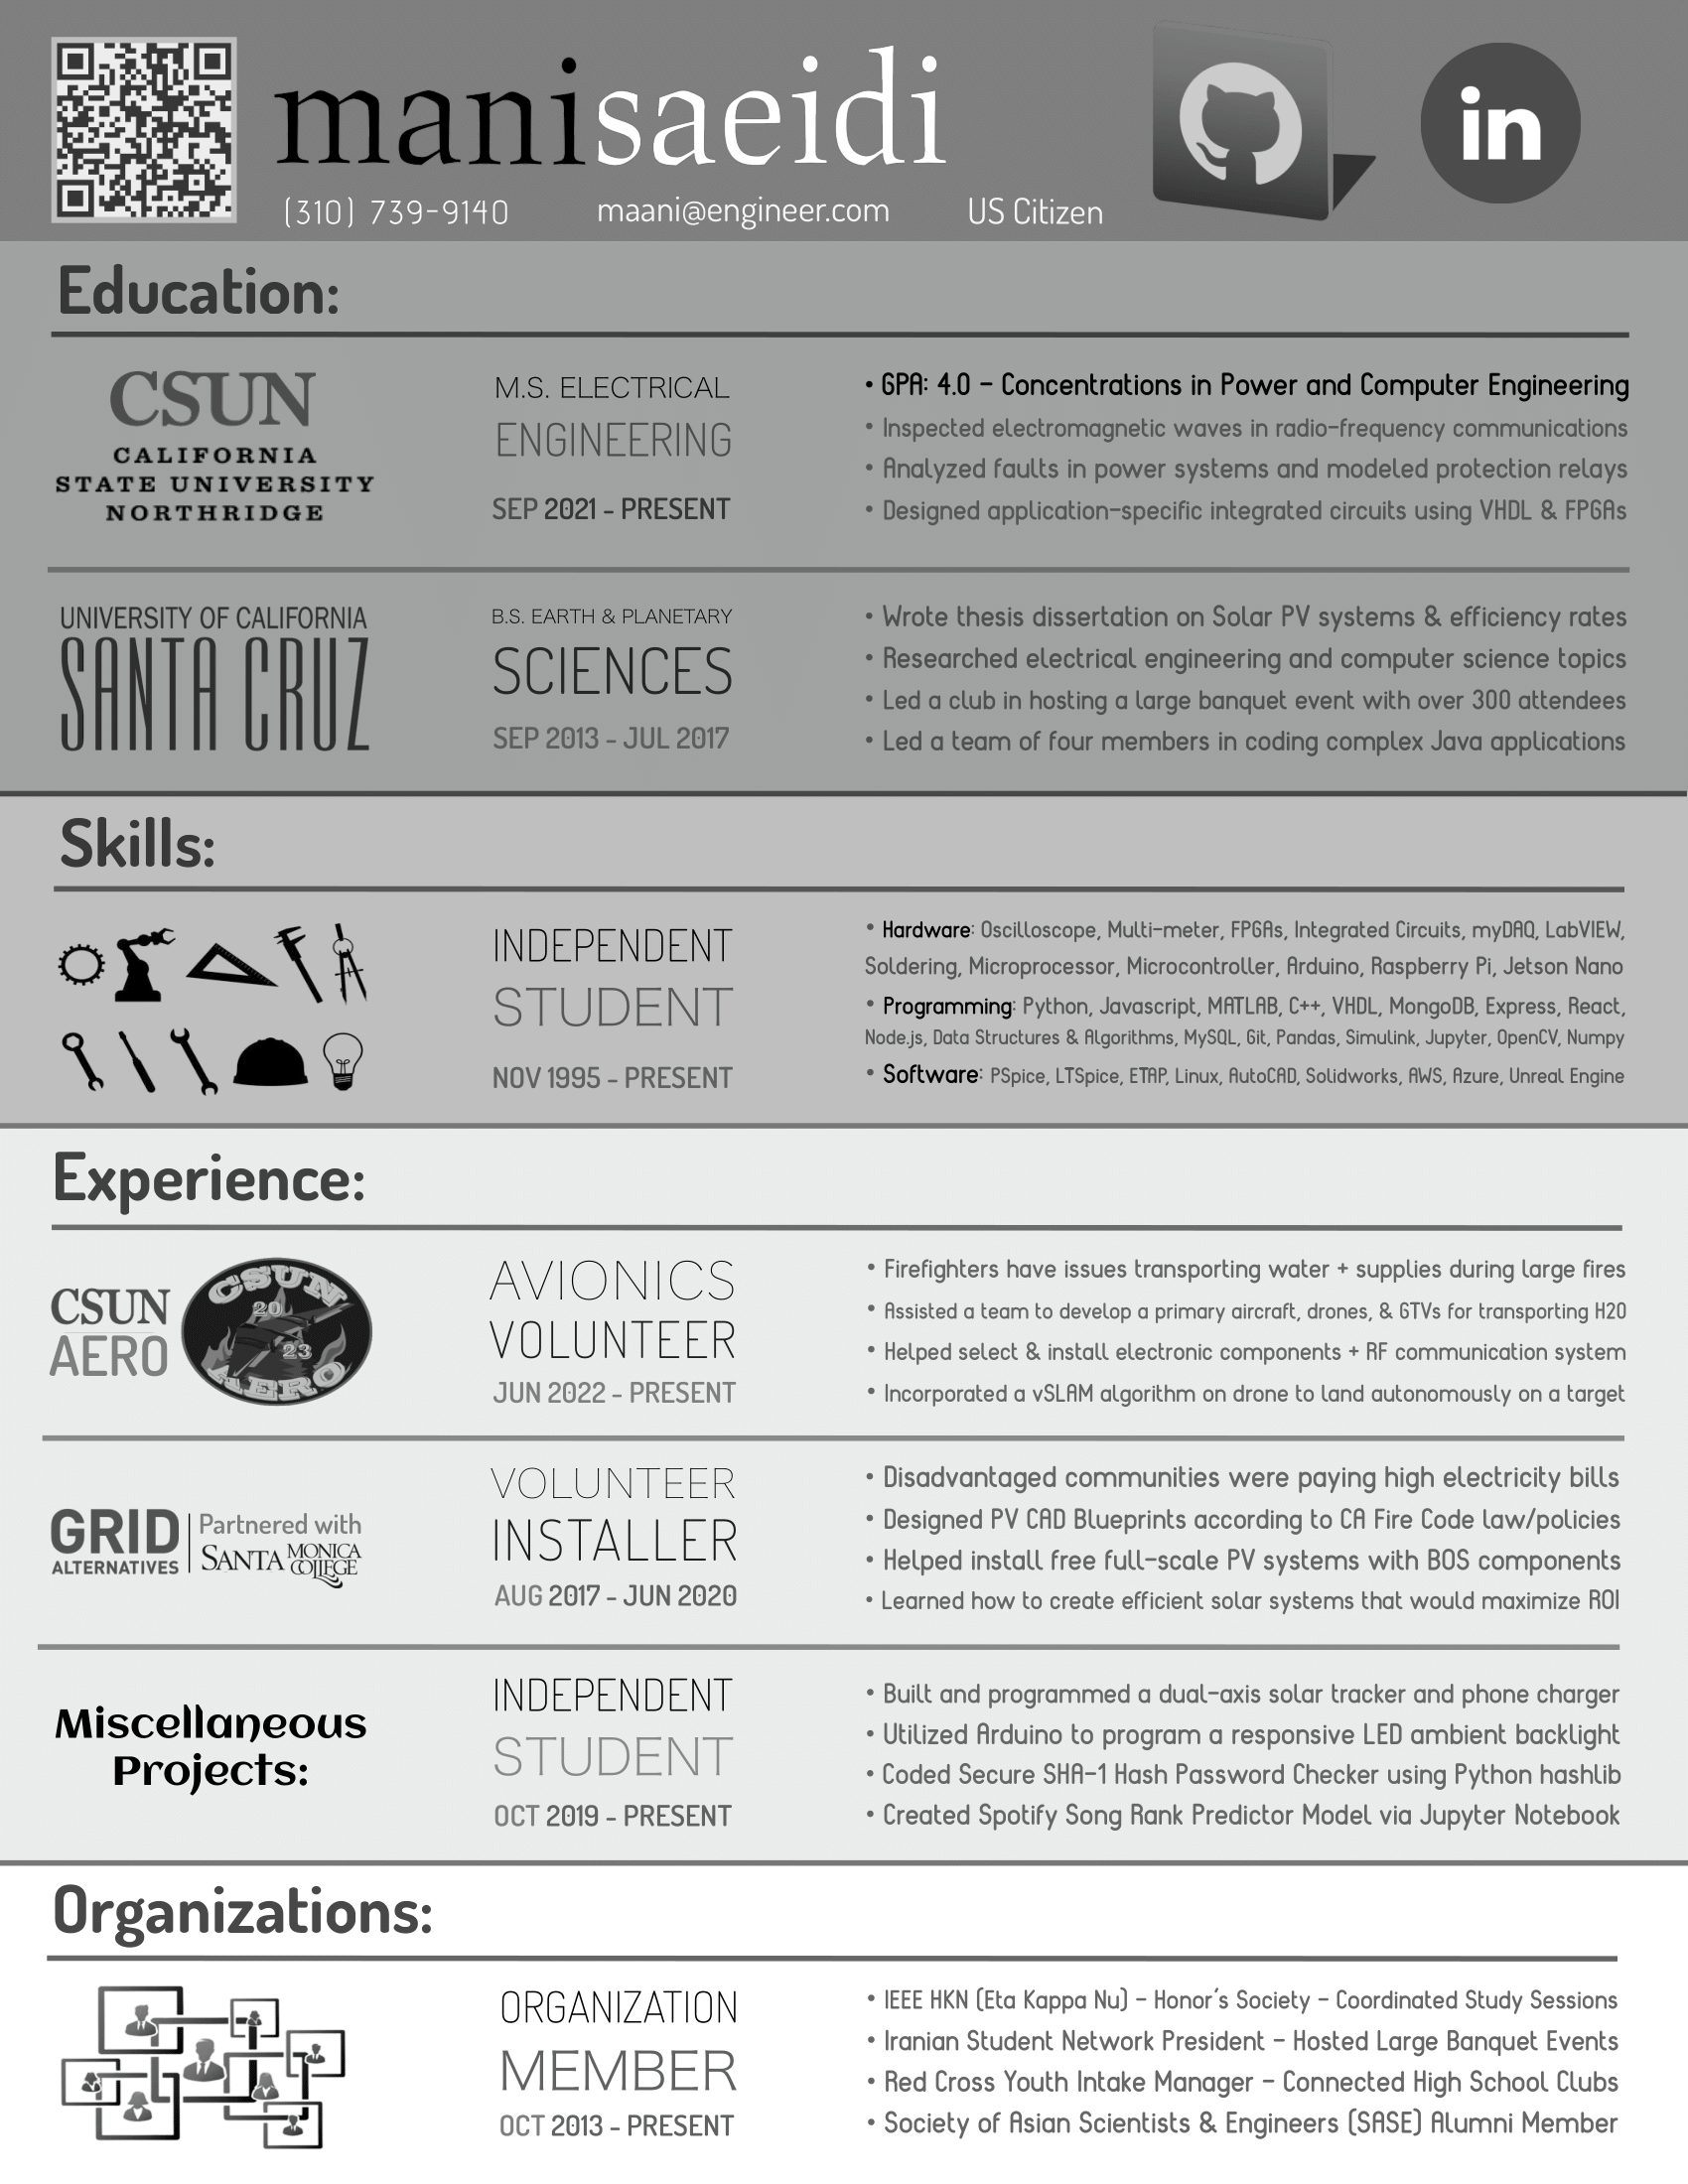 manisaeidi
(310) 739-9140 maani@engineer.com US Citizen
in
Education:
CSUN
CALIFORNIA
STATE UNIVERSITY
NORTHRIDGE
M.S. ELECTRICAL
ENGINEERING
SEP 2021 - PRESENT
• GPA: 4.0 - Concentrations in Power and Computer Engineering
• Inspected electromagnetic waves in radio-frequency communications
• Analyzed faults in power systems and modeled protection relays
• Designed application-specific integrated circuits using VHDL & FPGAs
UNIVERSITY OF CALIFORNIA
SANTA CRUZ
B.S. EARTH & PLANETARY
SCIENCES
SEP 2013 - JUL 2017
• Wrote thesis dissertation on Solar PV systems & efficiency rates
• Researched electrical engineering and computer science topics
• Led a club in hosting a large banquet event with over 300 attendees
• Led a team of four members in coding complex Java applications
Skills:
INDEPENDENT
STUDENT
NOV 1995 - PRESENT
• Hardware: Oscilloscope, Multi-meter, FPGAs, Integrated Circuits, myDAQ, LabVIEW,
Soldering, Microprocessor, Microcontroller, Arduino, Raspberry Pi, Jetson Nano
• Programming: Python, Javascript, MATLAB, C++, VHDL, MongoDB, Express, React,
Node.js, Data Structures & Algorithms, MySQL, Git, Pandas, Simulink, Jupyter, OpenCV, Numpy
• Software: PSpice, LTSpice, ETAP, Linux, AutoCAD, Solidworks, AWS, Azure, Unreal Engine
Experience:
CSUN
AERO
CSUN
20
23
AERO
AVIONICS
VOLUNTEER
JUN 2022 - PRESENT
• Firefighters have issues transporting water + supplies during large fires
• Assisted a team to develop a primary aircraft, drones, & GTVs for transporting H20
• Helped select & install electronic components + RF communication system
• Incorporated a vSLAM algorithm on drone to land autonomously on a target
GRID
ALTERNATIVES
Partnered with
SANTA MONICA
COLLEGE
VOLUNTEER
INSTALLER
AUG 2017 - JUN 2020
• Disadvantaged communities were paying high electricity bills
• Designed PV CAD Blueprints according to CA Fire Code law/policies
• Helped install free full-scale PV systems with BOS components
• Learned how to create efficient solar systems that would maximize ROI
Miscellaneous
Projects:
INDEPENDENT
STUDENT
OCT 2019 - PRESENT
• Built and programmed a dual-axis solar tracker and phone charger
• Utilized Arduino to program a responsive LED ambient backlight
• Coded Secure SHA-1 Hash Password Checker using Python hashlib
• Created Spotify Song Rank Predictor Model via Jupyter Notebook
Organizations:
ORGANIZATION
MEMBER
OCT 2013 - PRESENT
• IEEE HKN (Eta Kappa Nu) - Honor's Society - Coordinated Study Sessions
• Iranian Student Network President - Hosted Large Banquet Events
• Red Cross Youth Intake Manager - Connected High School Clubs
• Society of Asian Scientists & Engineers (SASE) Alumni Member